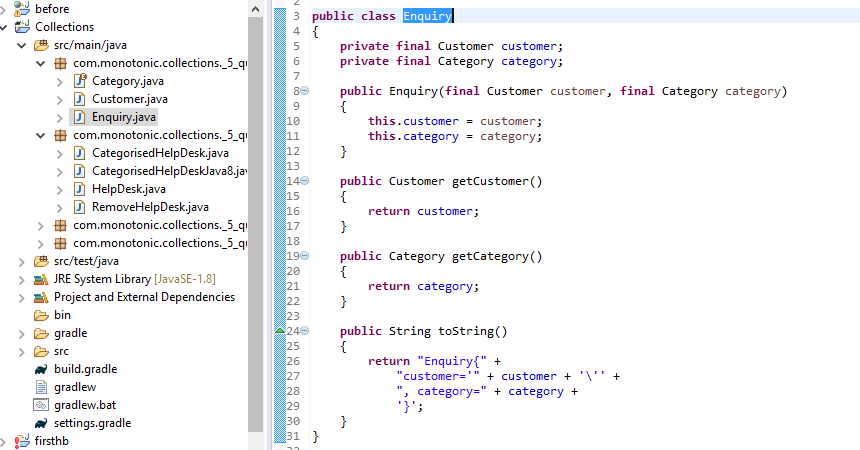 before
Collections
src/main/java
com.monotonic.collections._5_qu
Category.java
Customer.java
Enquiry.java
com.monotonic.collections._5_qu
CategorisedHelpDesk.java
CategorisedHelpDeskJava8.jav
HelpDesk.java
RemoveHelpDesk.java
com.monotonic.collections._5_qu
com.monotonic.collections._5_qu
src/test/java
JRE System Library [JavaSE-1.8]
Project and External Dependencies
bin
gradle
src
build.gradle
gradlew
gradlew.bat
settings.gradle
firsthb
2
3 public class Enquiry
4 {
5 private final Customer customer;
6 private final Category category;
7
8 public Enquiry(final Customer customer, final Category category)
9 {
10 this.customer = customer;
11 this.category = category;
12 }
13
14 public Customer getCustomer()
15 {
16 return customer;
17 }
18
19 public Category getCategory()
20 {
21 return category;
22 }
23
24 public String toString()
25 {
26 return "Enquiry{" +
27 "customer='" + customer + '\'' +
28 ", category=" + category +
29 '}';
30 }
31 }